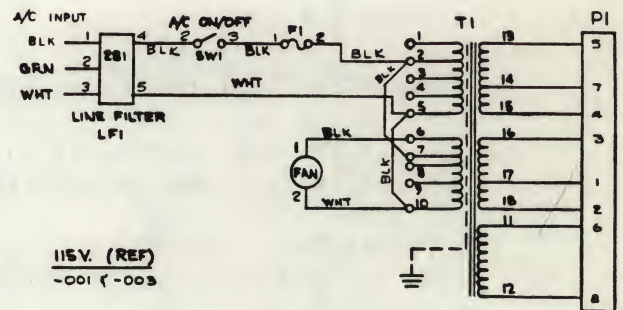 A/C INPUT
BLK 1 4 BLK 2 A/C ON/OFF 3 BLK 1 F1 2 BLK
SW1
GRN 2 2B1
WHT 3 5 WHT
LINE FILTER
LF1
T1
1
2
3
4
5
BLK
BLK
6
7
8
9
10
BLK
1
FAN
2
WHT
13
14
15
16
17
18
11
12
P1
5
7
4
3
1
2
6
8
115V. (REF)
-001 & -003